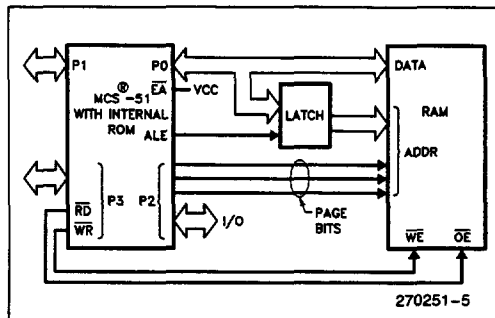 P1
P0
DATA
EA
VCC
MCS®-51
WITH INTERNAL
ROM
ALE
LATCH
RAM
ADDR
P3
P2
RD
WR
I/O
PAGE
BITS
WE
OE
270251-5